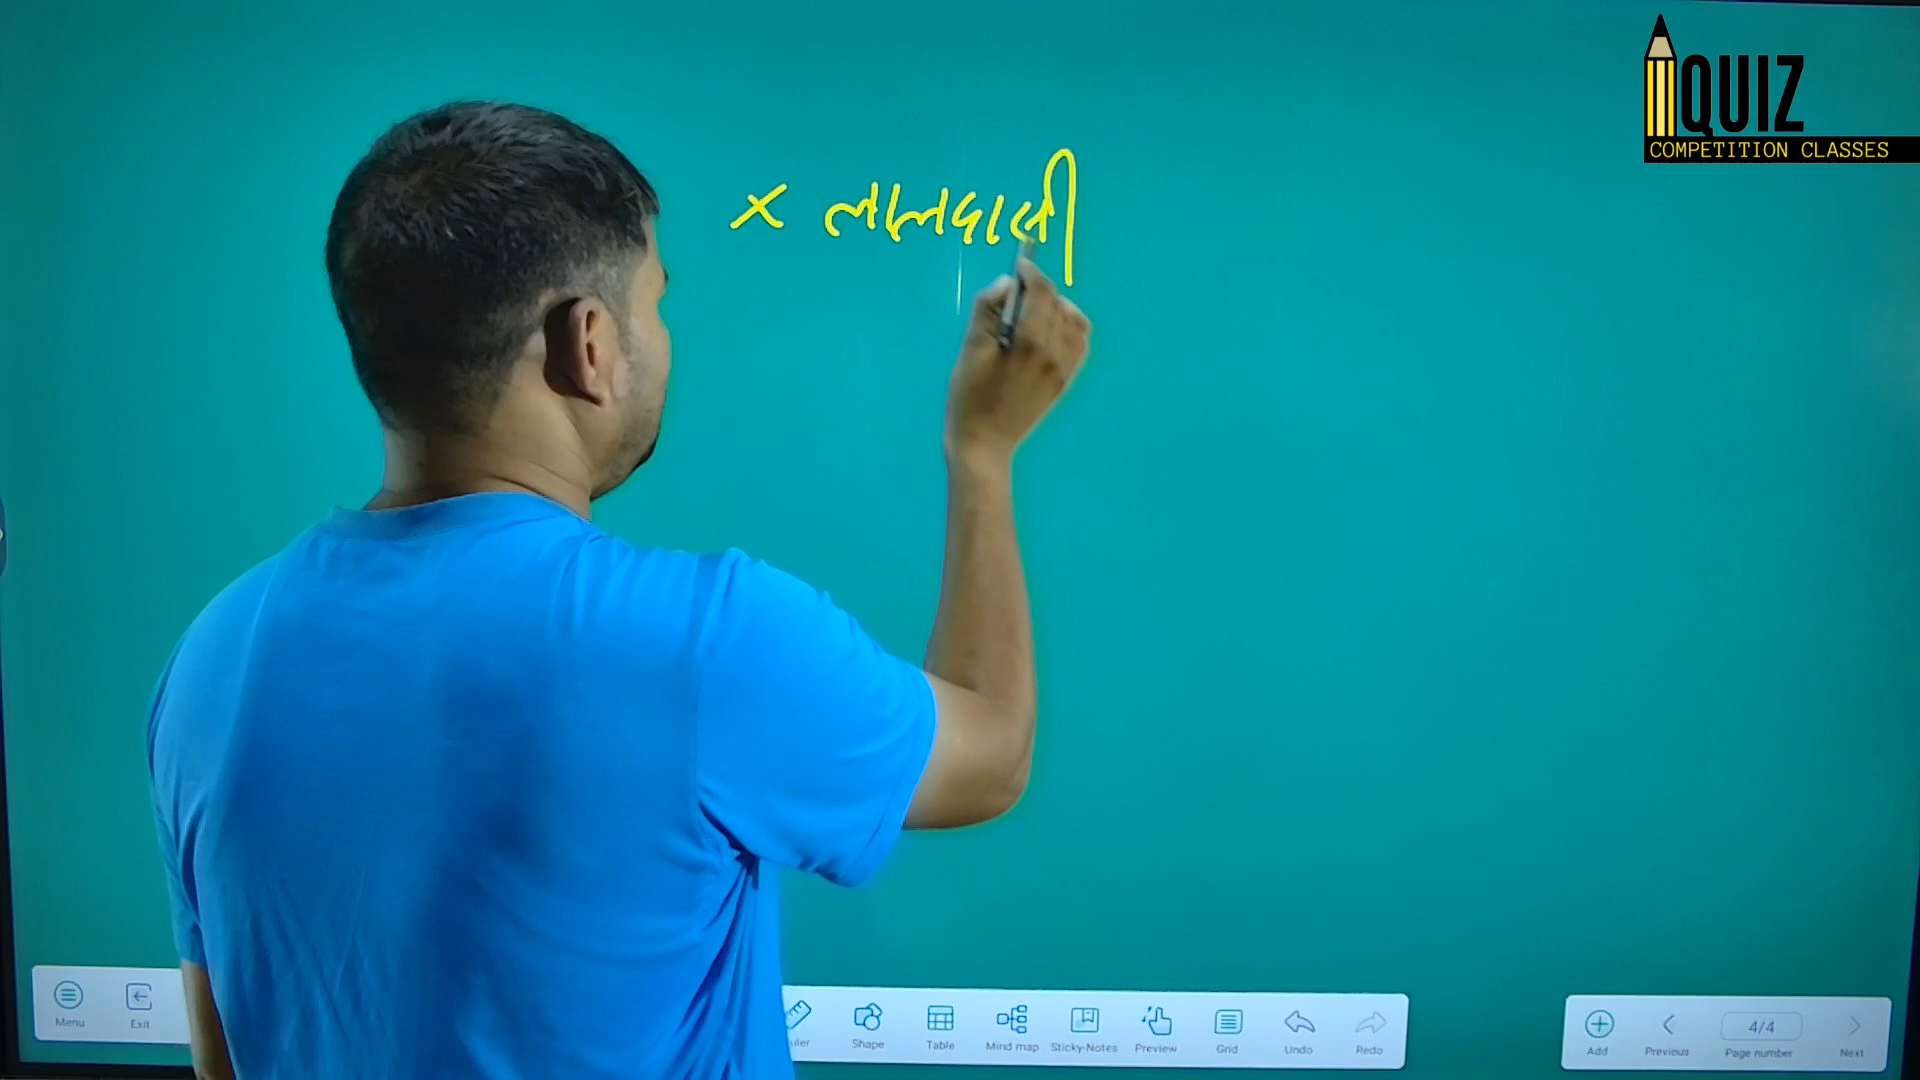 QUIZ
COMPETITION CLASSES
×
Menu
Exit
Shape
Table
Mind map
Sticky-Notes
Preview
Grid
Undo
Redo
Add
Previous
4/4
Page number
Next